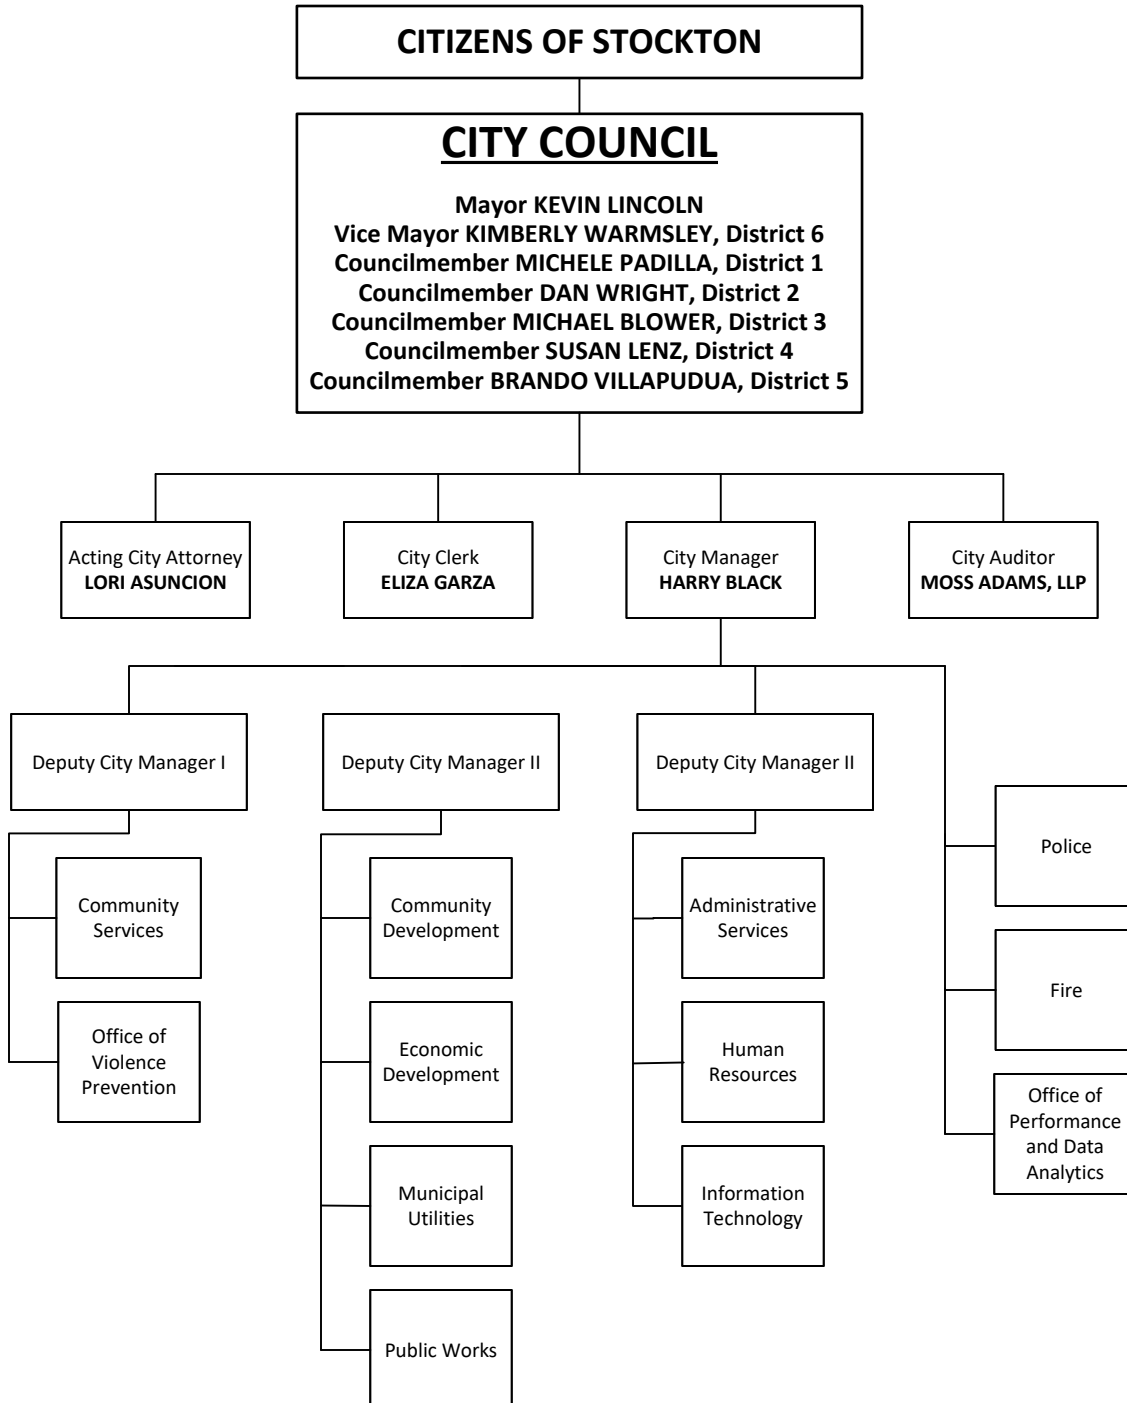 CITIZENS OF STOCKTON
CITY COUNCIL
Mayor KEVIN LINCOLN
Vice Mayor KIMBERLY WARMSLEY, District 6
Councilmember MICHELE PADILLA, District 1
Councilmember DAN WRIGHT, District 2
Councilmember MICHAEL BLOWER, District 3
Councilmember SUSAN LENZ, District 4
Councilmember BRANDO VILLAPUDUA, District 5
Acting City Attorney
LORI ASUNCION
City Clerk
ELIZA GARZA
City Manager
HARRY BLACK
City Auditor
MOSS ADAMS, LLP
Deputy City Manager I
Deputy City Manager II
Deputy City Manager II
Community
Services
Office of
Violence
Prevention
Community
Development
Economic
Development
Municipal
Utilities
Public Works
Administrative
Services
Human
Resources
Information
Technology
Police
Fire
Office of
Performance
and Data
Analytics